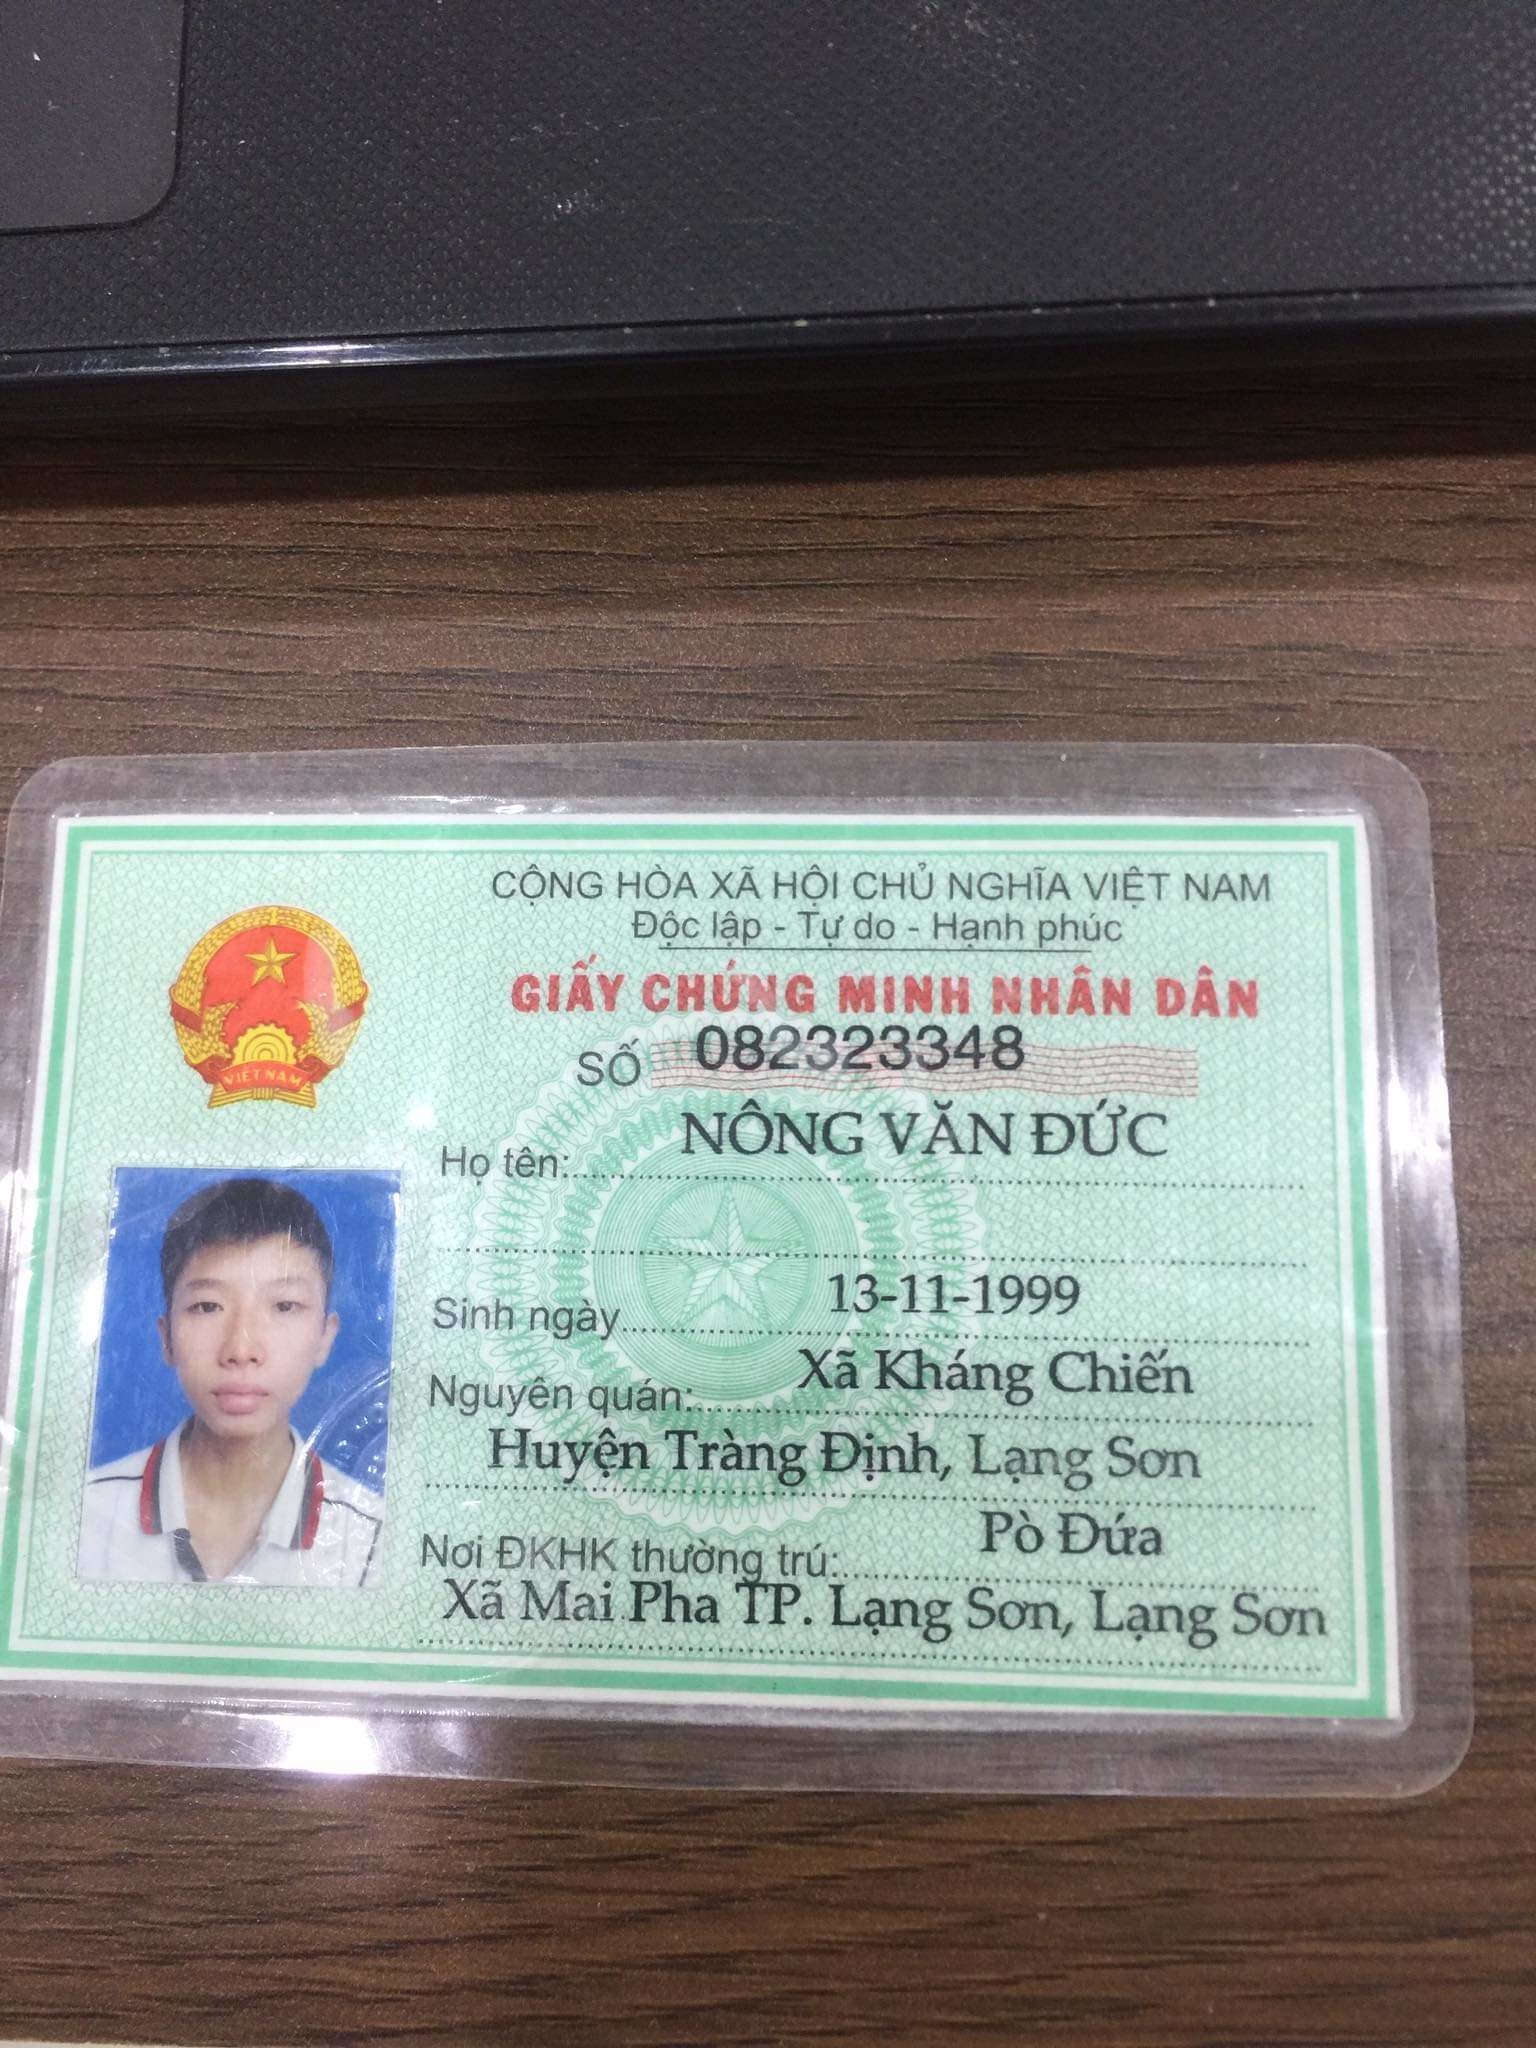 CỘNG HÒA XÃ HỘI CHỦ NGHĨA VIỆT NAM
Độc lập - Tự do - Hạnh phúc
GIẤY CHỨNG MINH NHÂN DÂN
SỐ 082323348
Họ tên: NÔNG VĂN ĐỨC
Sinh ngày 13-11-1999
Nguyên quán: Xã Kháng Chiến
Huyện Tràng Định, Lạng Sơn
Nơi ĐKHK thường trú: Pò Đứa
Xã Mai Pha TP. Lạng Sơn, Lạng Sơn
VIỆT NAM